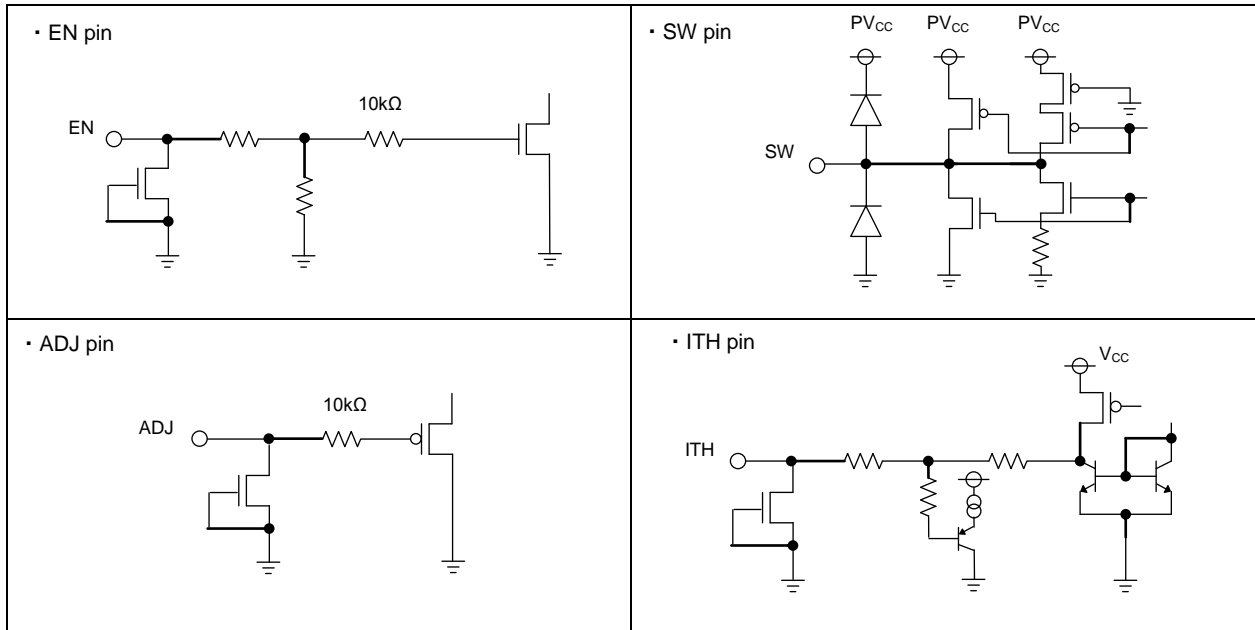 ・EN pin
10kΩ
EN
・SW pin
PVCC PVCC PVCC
SW
・ADJ pin
10kΩ
ADJ
・ITH pin
VCC
ITH